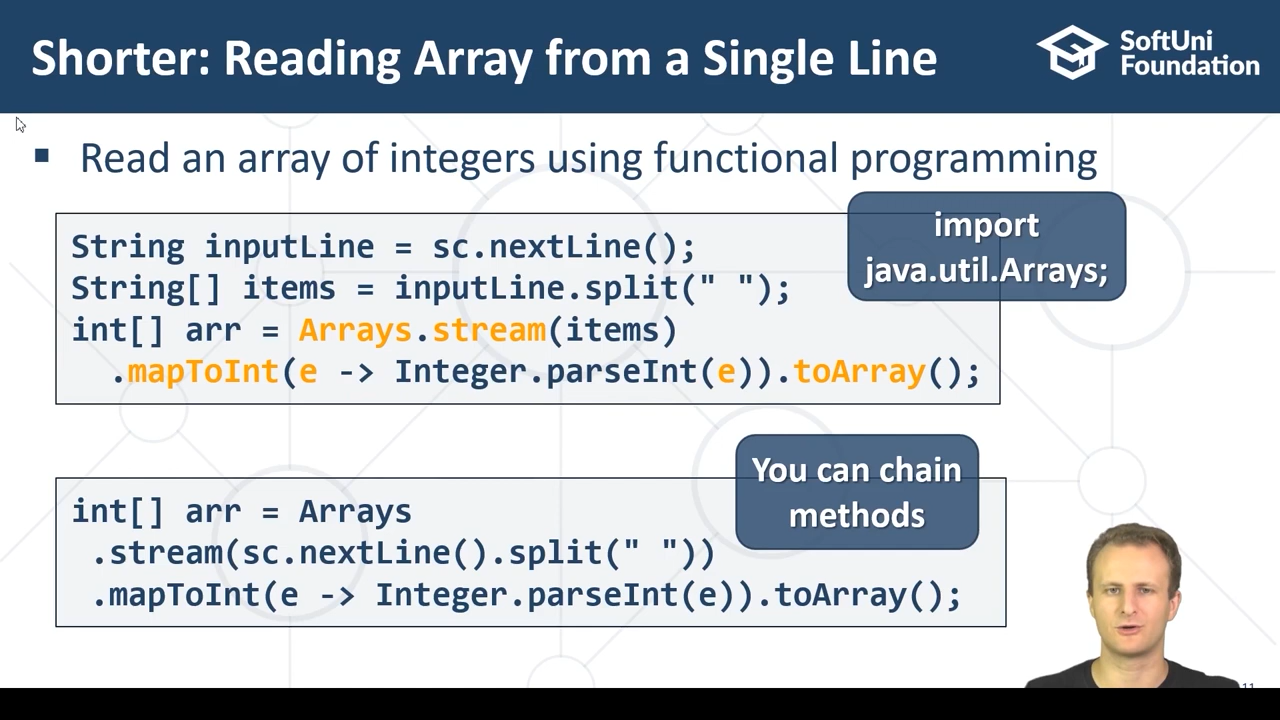 Shorter: Reading Array from a Single Line
SoftUni
Foundation
▪ Read an array of integers using functional programming
import
java.util.Arrays;
String inputLine = sc.nextLine();
String[] items = inputLine.split(" ");
int[] arr = Arrays.stream(items)
.mapToInt(e -> Integer.parseInt(e)).toArray();
You can chain
methods
int[] arr = Arrays
.stream(sc.nextLine().split(" "))
.mapToInt(e -> Integer.parseInt(e)).toArray();
11